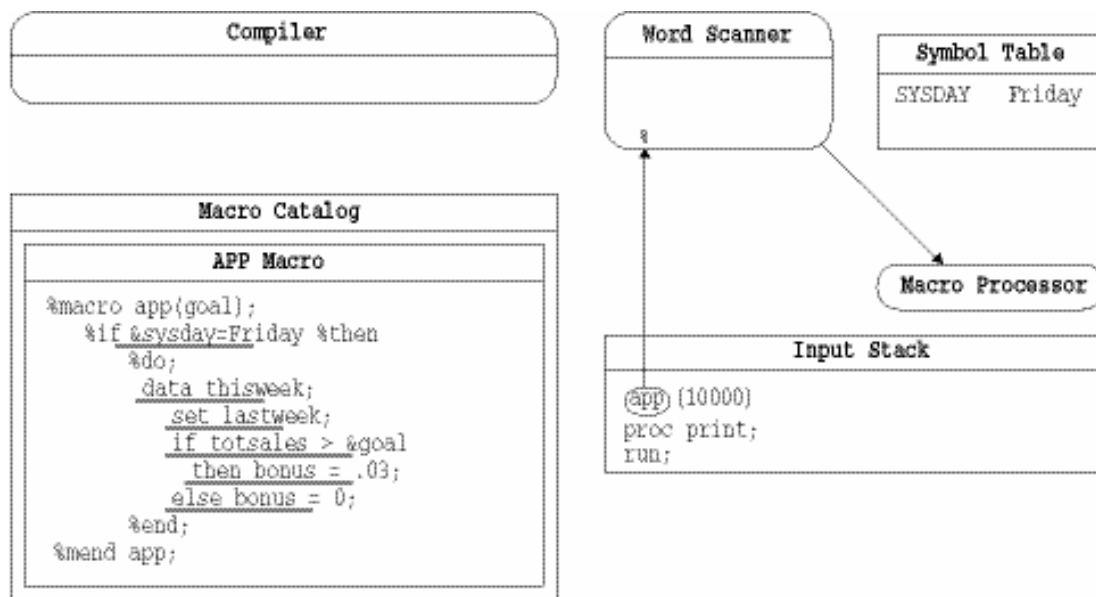 Compiler
Word Scanner
%
Symbol Table
SYSDAY Friday
Macro Catalog
APP Macro
%macro app(goal);
%if &sysday=Friday %then
%do;
data thisweek;
set lastweek;
if totsales > &goal
then bonus = .03;
else bonus = 0;
%end;
%mend app;
Macro Processor
Input Stack
app (10000)
proc print;
run;